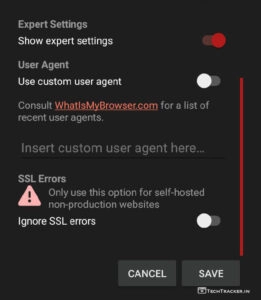 Expert Settings
Show expert settings
User Agent
Use custom user agent
Consult WhatIsMyBrowser.com for a list of
recent user agents.
Insert custom user agent here...
SSL Errors
Only use this option for self-hosted
non-production websites
Ignore SSL errors
CANCEL SAVE
TECHTRACKER.IN